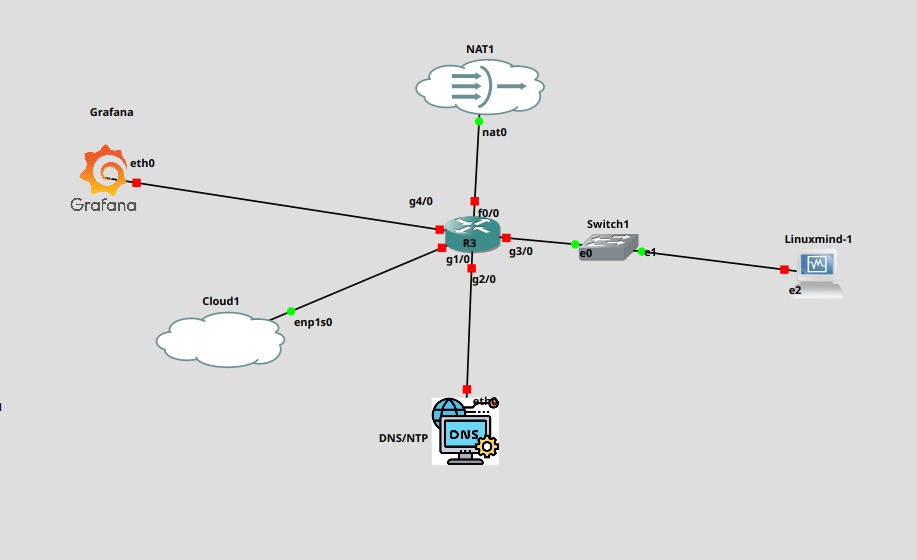 NAT1
nat0
Grafana
eth0
Grafana
g4/0
f0/0
Switch1
R3
g3/0
e0
e1
Linuxmind-1
g1/0
g2/0
e2
Cloud1
enp1s0
eth0
DNS
DNS/NTP